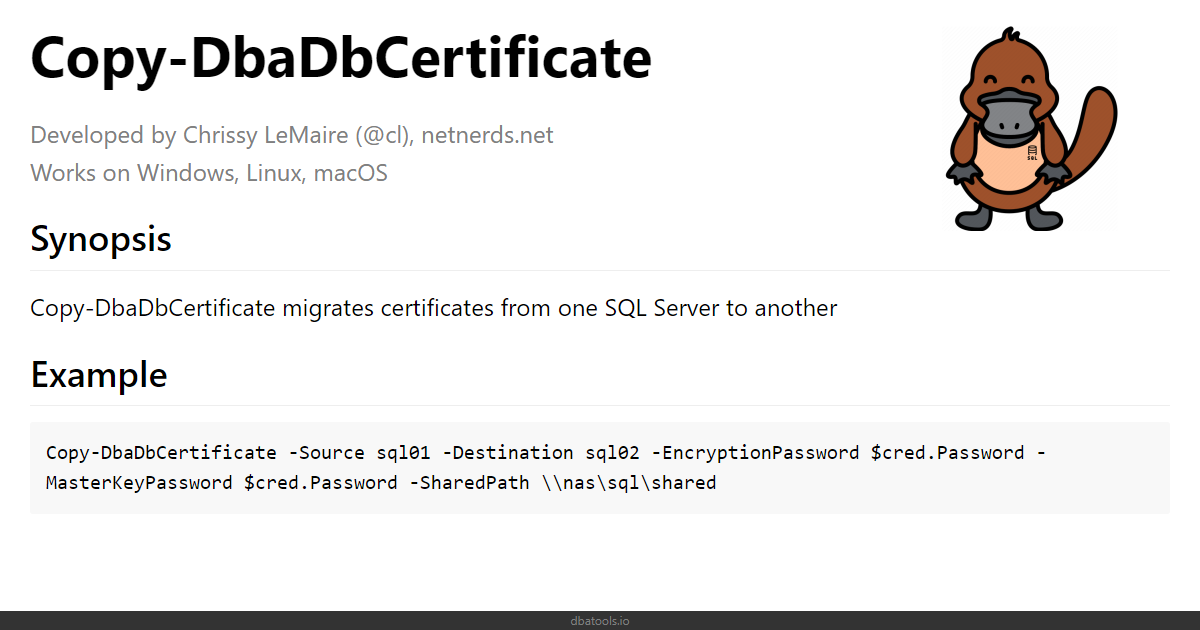 Copy-DbaDbCertificate
Developed by Chrissy LeMaire (@cl), netnerds.net
Works on Windows, Linux, macOS
SQL
Synopsis
Copy-DbaDbCertificate migrates certificates from one SQL Server to another
Example
Copy-DbaDbCertificate -Source sql01 -Destination sql02 -EncryptionPassword $cred.Password -
MasterKeyPassword $cred.Password -SharedPath \\nas\sql\shared
dbatools.io